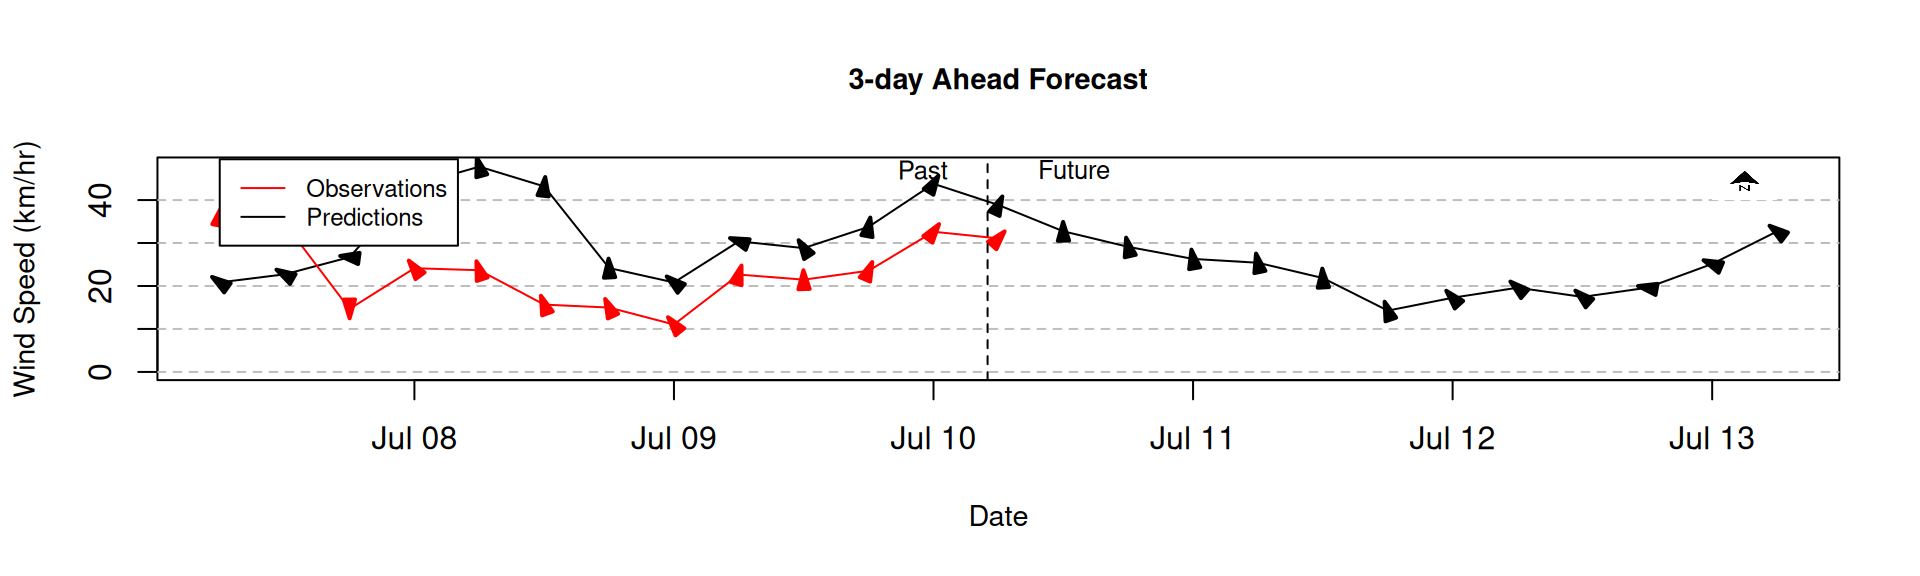 3-day Ahead Forecast
Wind Speed (km/hr)
40
20
0
Observations
Predictions
Past
Future
N
Jul 08
Jul 09
Jul 10
Jul 11
Jul 12
Jul 13
Date